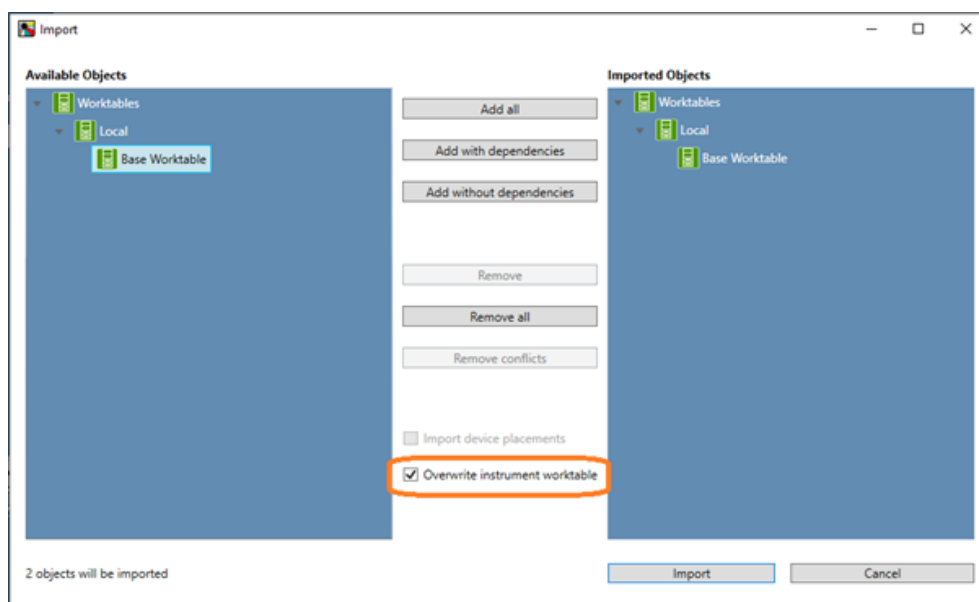 Import
Available Objects
Worktables
Local
Base Worktable
Add all
Add with dependencies
Add without dependencies
Remove
Remove all
Remove conflicts
Import device placements
Overwrite instrument worktable
Imported Objects
Worktables
Local
Base Worktable
2 objects will be imported
Import
Cancel